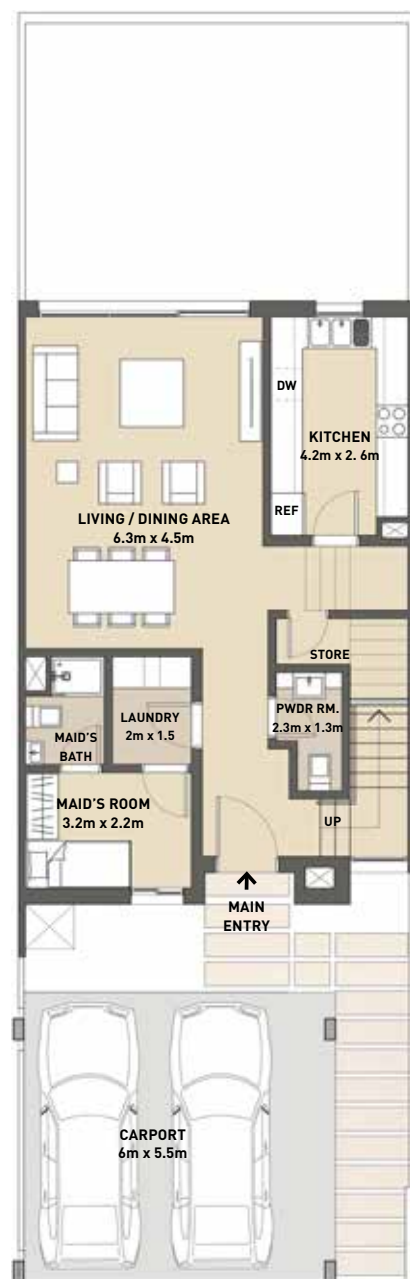 DW
KITCHEN
4.2m x 2. 6m
REF
LIVING / DINING AREA
6.3m x 4.5m
STORE
PWDR RM.
2.3m x 1.3m
LAUNDRY
2m x 1.5
MAID'S
BATH
MAID'S ROOM
3.2m x 2.2m
UP
MAIN
ENTRY
CARPORT
6m x 5.5m